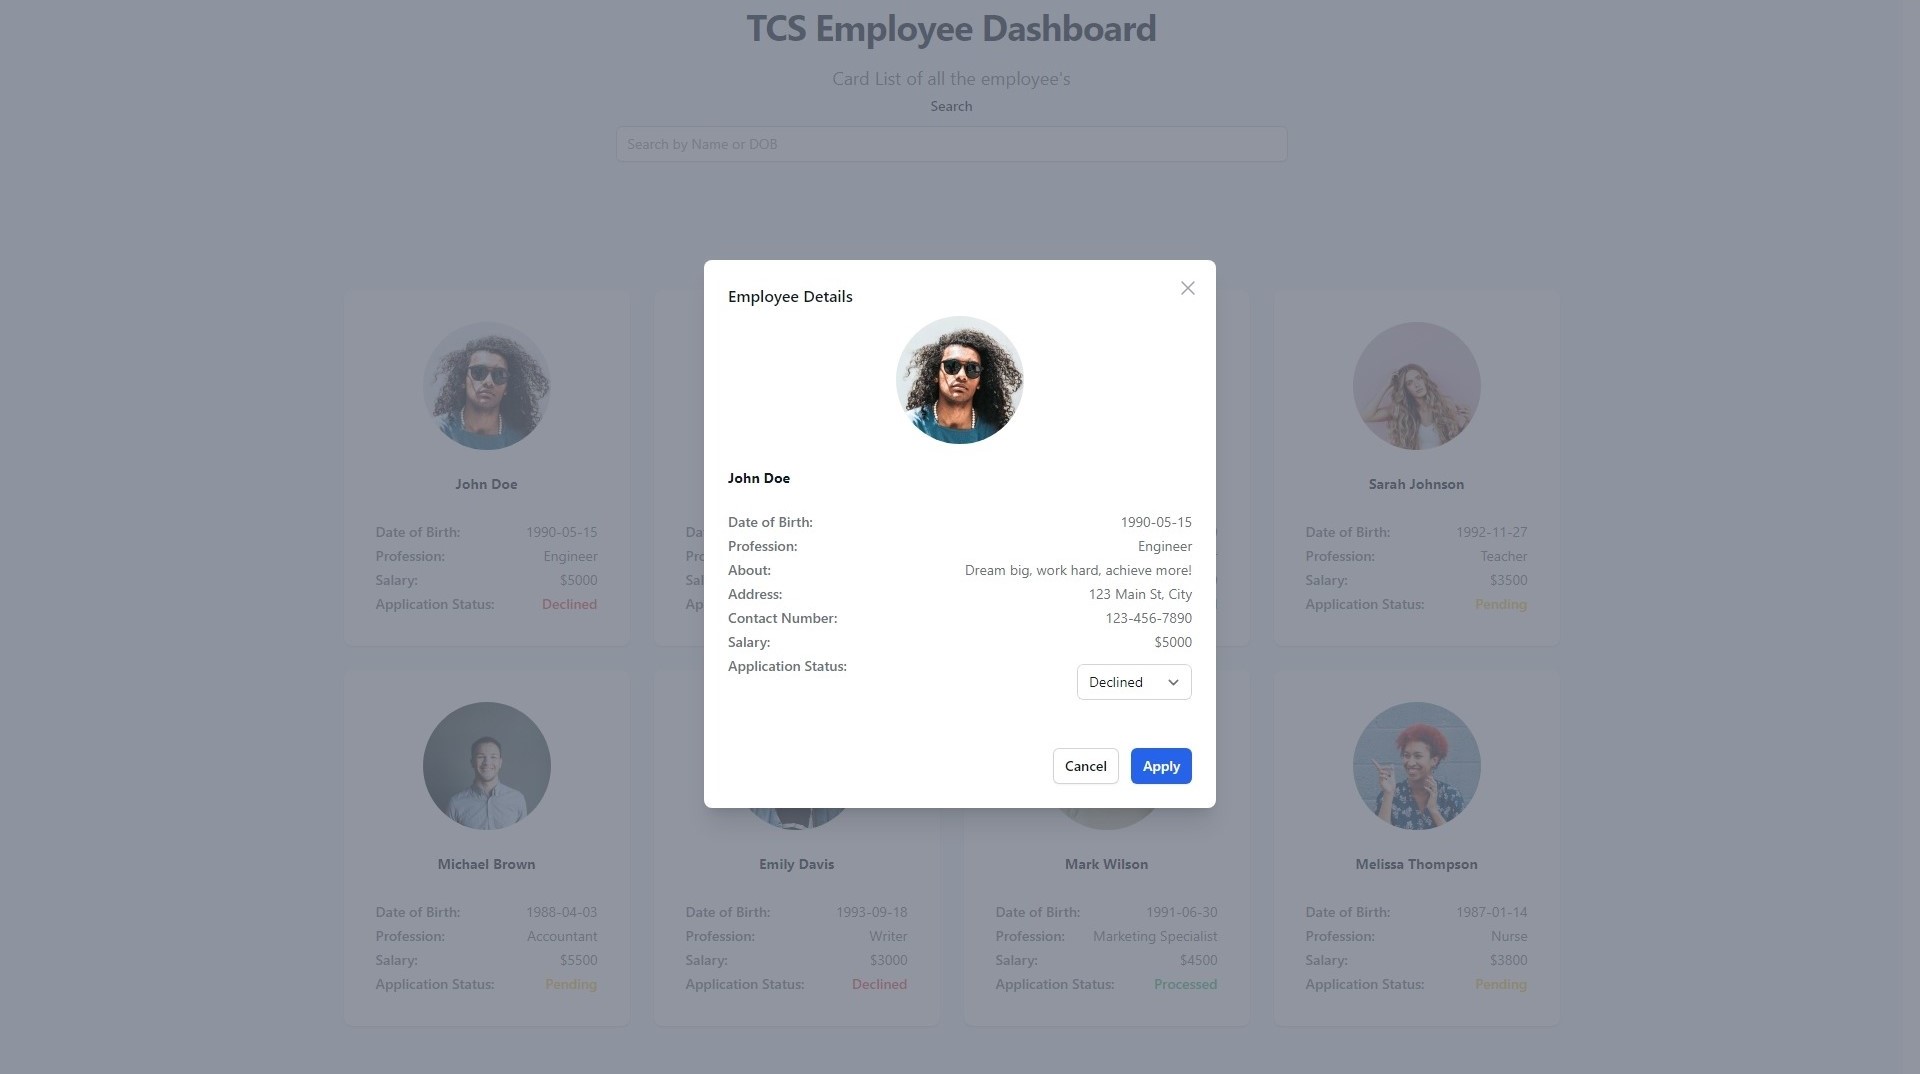 TCS Employee Dashboard
Card List of all the employee's
Search
Search by Name or DOB
Employee Details
John Doe
Date of Birth: 1990-05-15
Profession: Engineer
About: Dream big, work hard, achieve more!
Address: 123 Main St, City
Contact Number: 123-456-7890
Salary: $5000
Application Status:
Declined
Cancel Apply
John Doe
Date of Birth: 1990-05-15
Profession: Engineer
Salary: $5000
Application Status: Declined
Sarah Johnson
Date of Birth: 1992-11-27
Profession: Teacher
Salary: $3500
Application Status: Pending
Michael Brown
Date of Birth: 1988-04-03
Profession: Accountant
Salary: $5500
Application Status: Pending
Emily Davis
Date of Birth: 1993-09-18
Profession: Writer
Salary: $3000
Application Status: Declined
Mark Wilson
Date of Birth: 1991-06-30
Profession: Marketing Specialist
Salary: $4500
Application Status: Processed
Melissa Thompson
Date of Birth: 1987-01-14
Profession: Nurse
Salary: $3800
Application Status: Pending